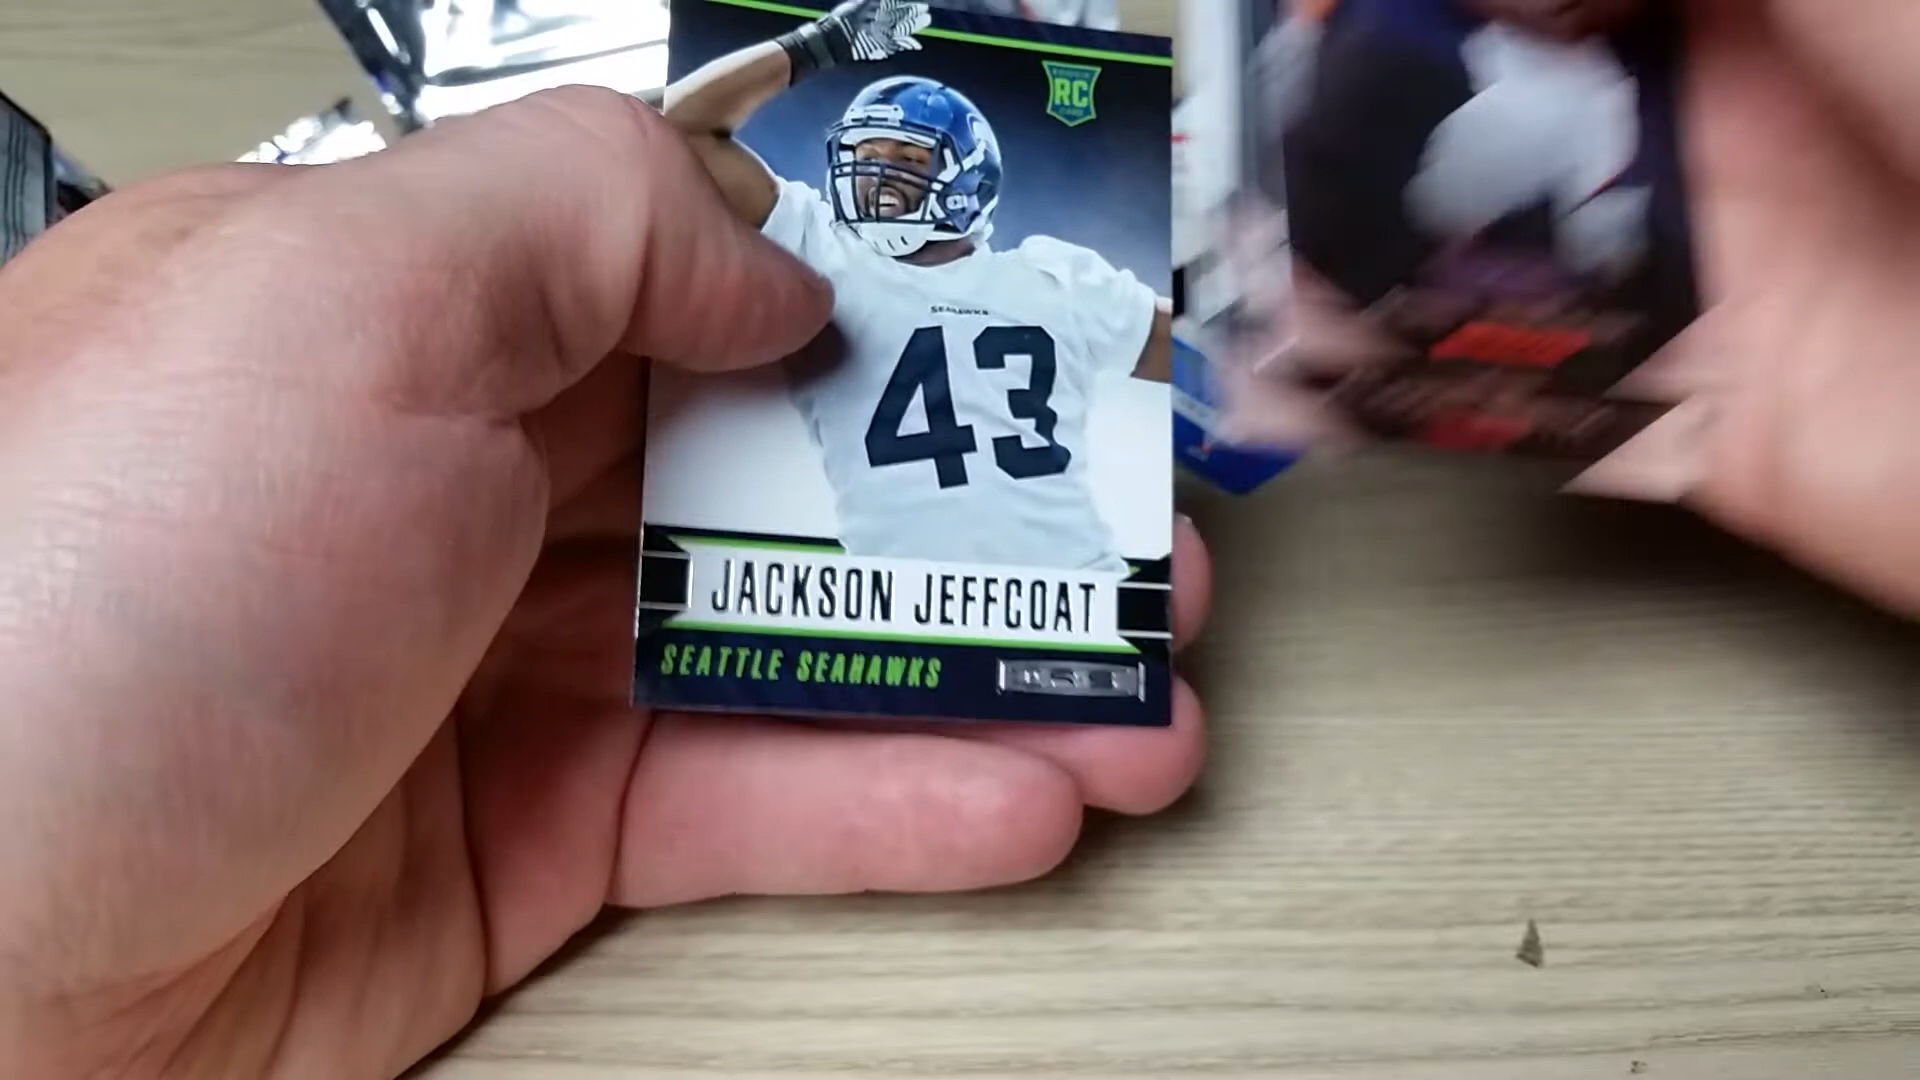 RC
SEAHAWKS
43
JACKSON JEFFCOAT
SEATTLE SEAHAWKS